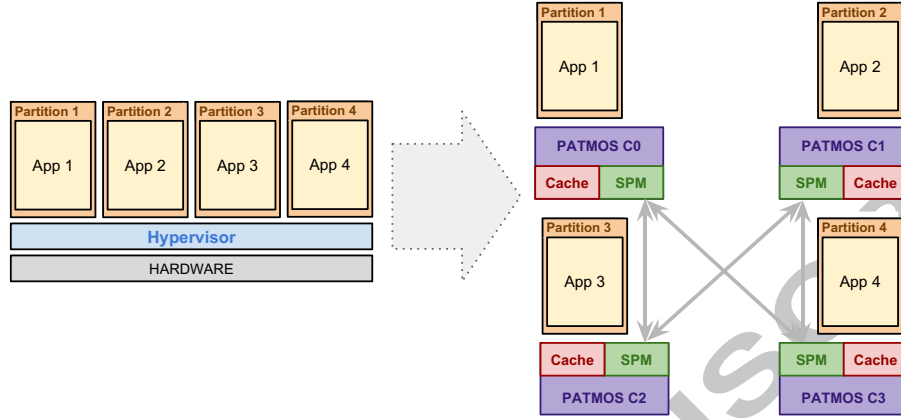 Partition 1
App 1
Partition 2
App 2
Partition 1 Partition 2 Partition 3 Partition 4
App 1 App 2 App 3 App 4
PATMOS C0
PATMOS C1
Cache SPM
SPM Cache
Hypervisor
HARDWARE
Partition 3
App 3
Partition 4
App 4
Cache SPM
SPM Cache
PATMOS C2
PATMOS C3